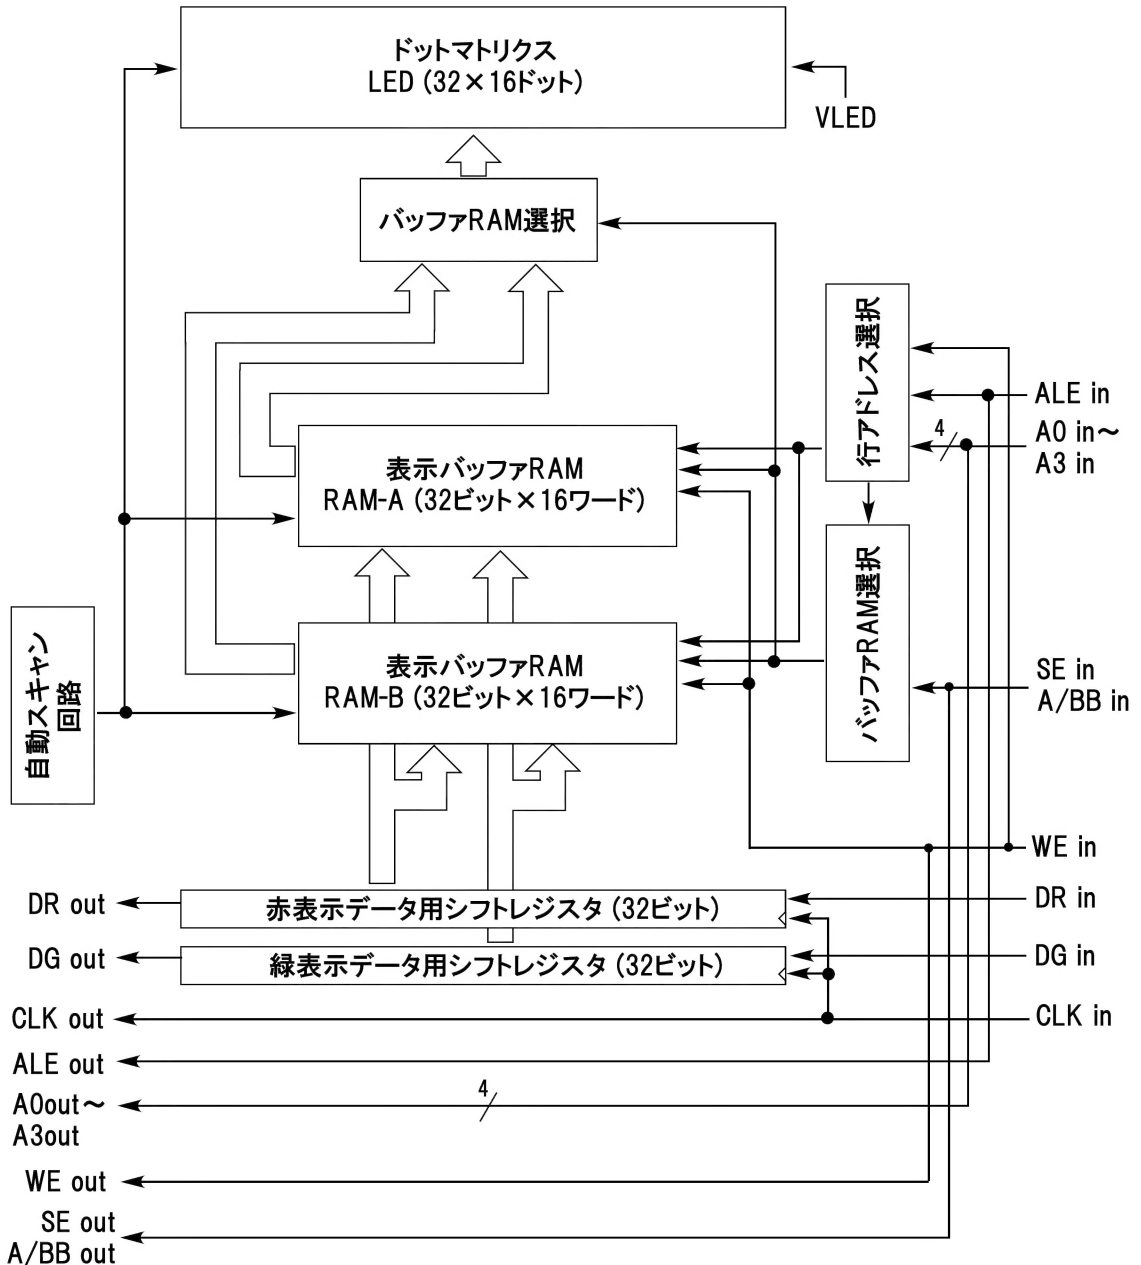 ドットマトリクス
LED (32×16ドット)
VLED
バッファRAM選択
行アドレス選択
ALE in
4
A0 in～
A3 in
表示バッファRAM
RAM-A (32ビット×16ワード)
バッファRAM選択
自動スキャン
回路
表示バッファRAM
RAM-B (32ビット×16ワード)
SE in
A/BB in
WE in
DR out
赤表示データ用シフトレジスタ (32ビット)
DR in
DG out
緑表示データ用シフトレジスタ (32ビット)
DG in
CLK out
CLK in
ALE out
4
A0out～
A3out
WE out
SE out
A/BB out